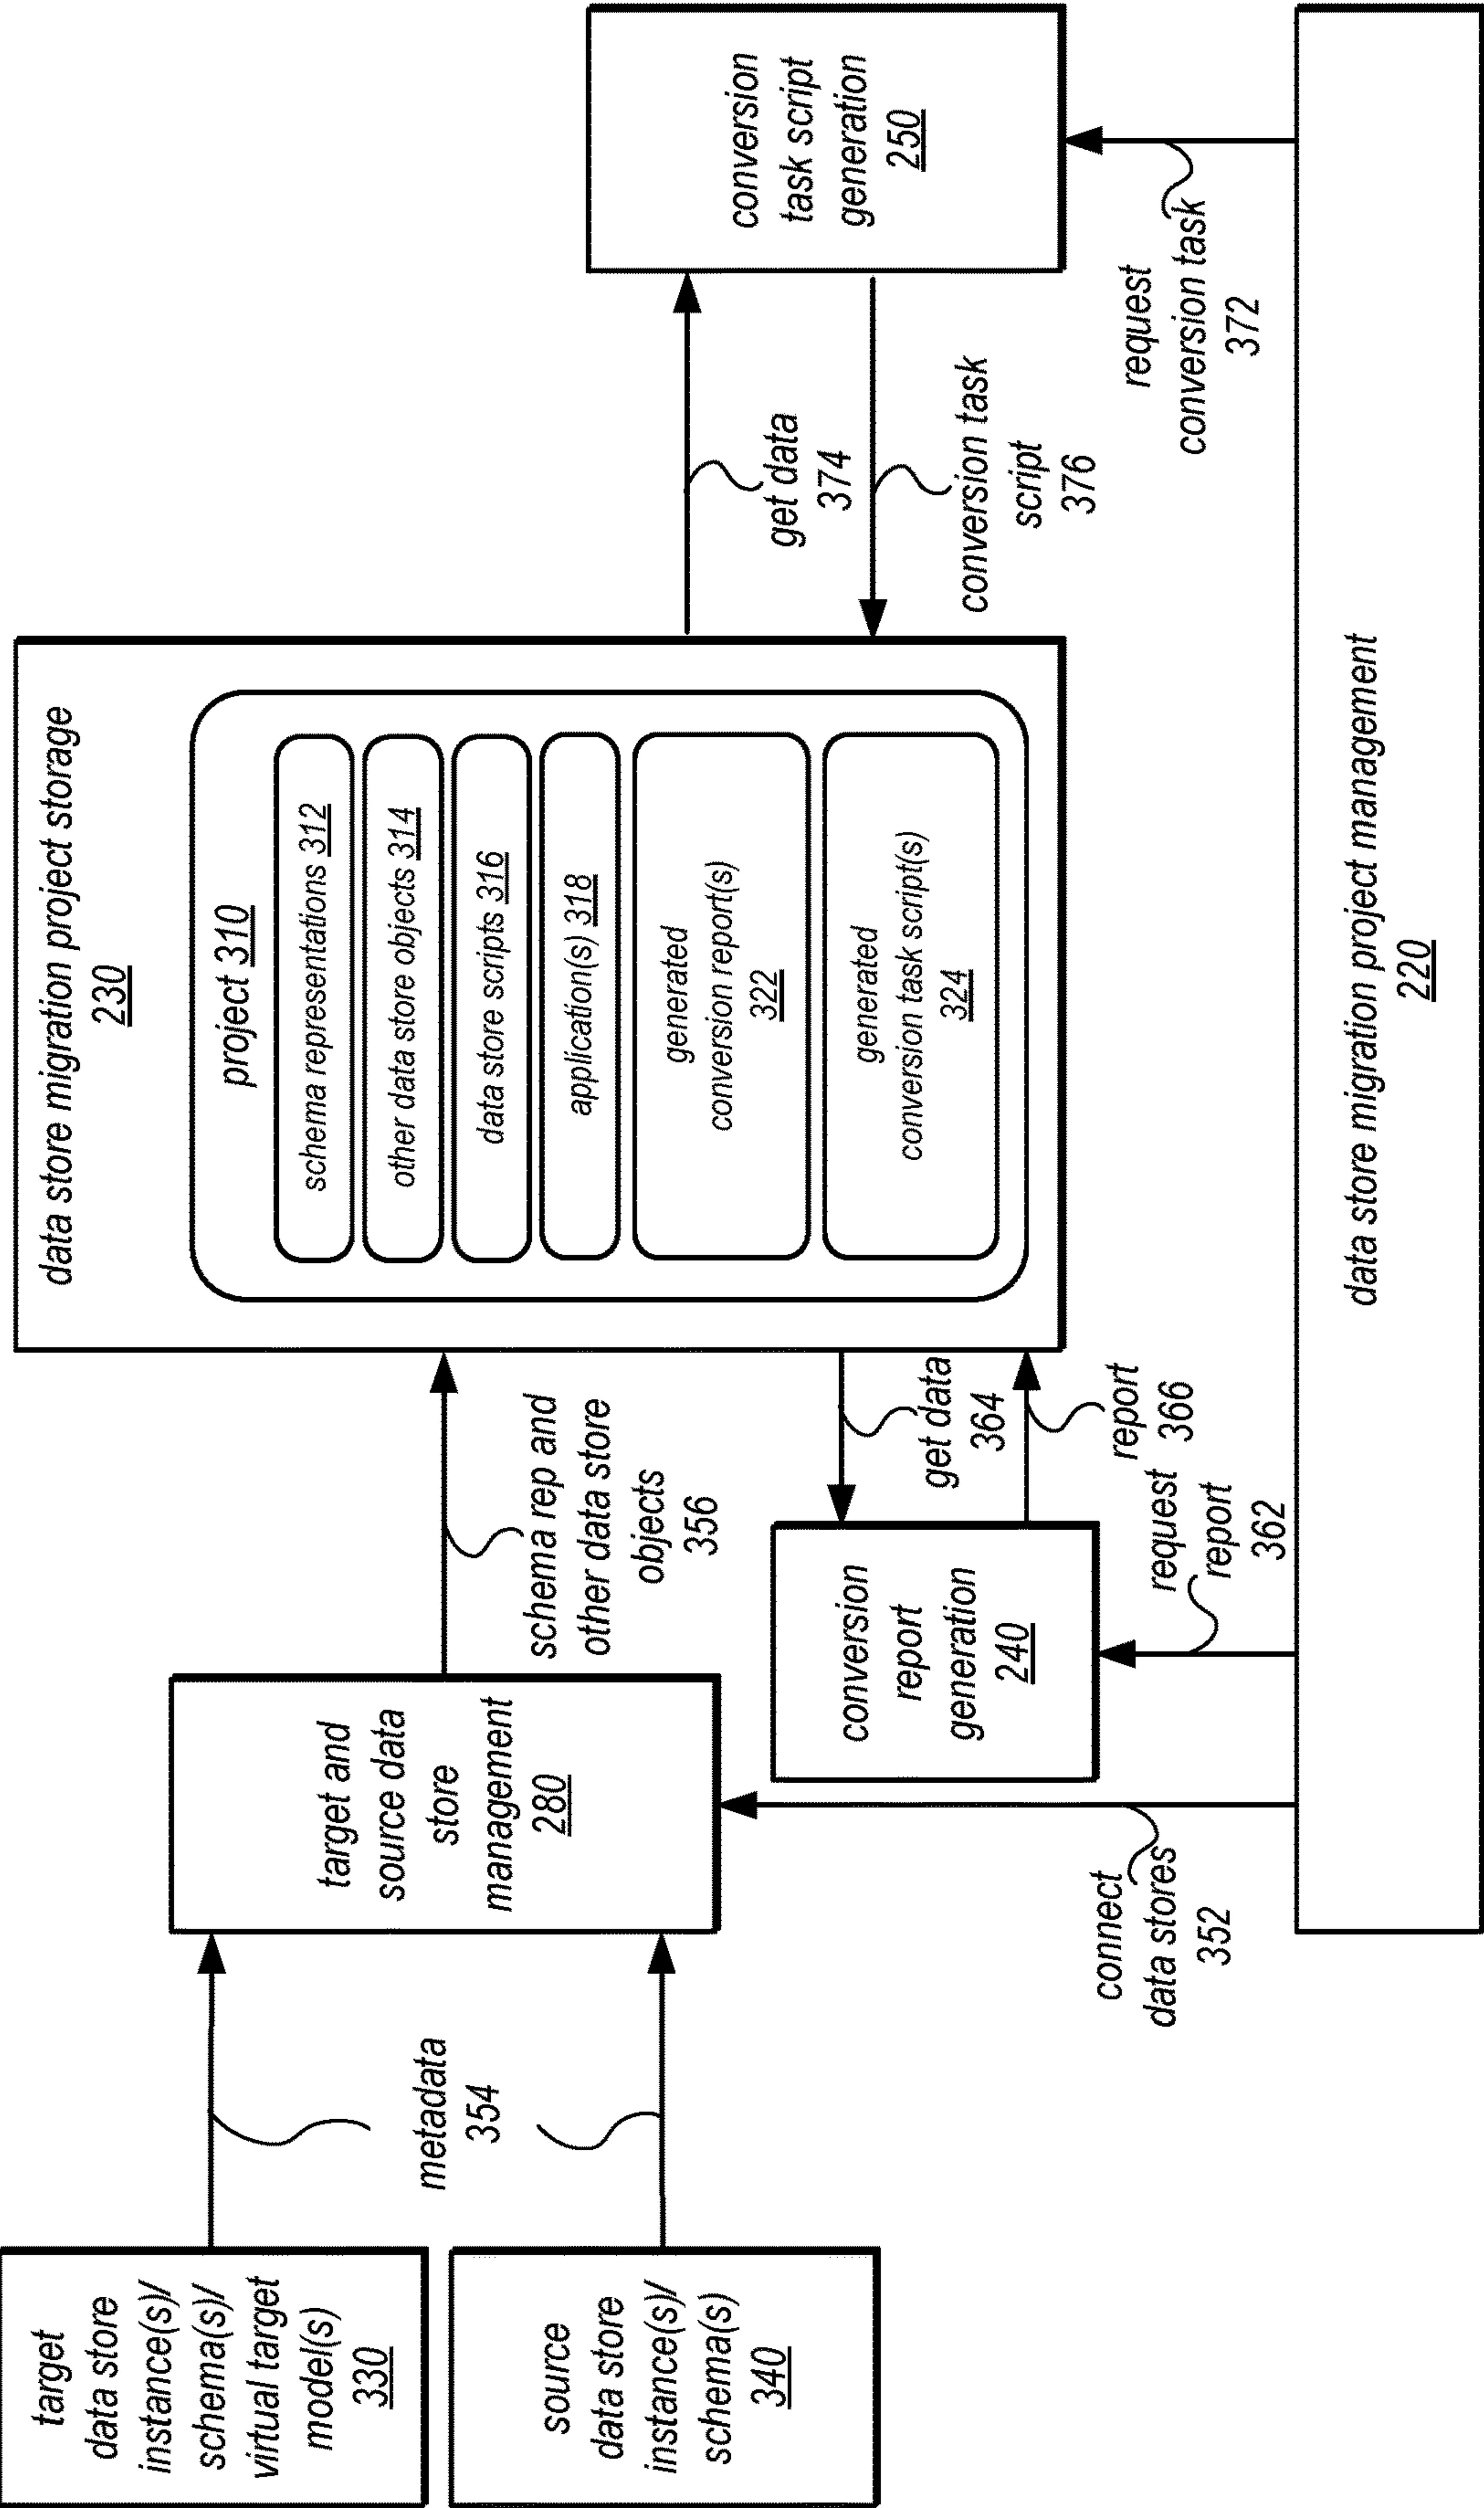 target
data store
instance(s)/
schema(s)/
virtual target
model(s)
330
source
data store
instance(s)/
schema(s)
340
metadata
354
target and
source data
store
management
280
schema rep and
other data store
objects
356
connect
data stores
352
conversion
report
generation
240
get data
364
report
366
request
report
362
data store migration project storage
230
project 310
schema representations 312
other data store objects 314
data store scripts 316
application(s) 318
generated
conversion report(s)
322
generated
conversion task script(s)
324
get data
374
conversion task
script
376
conversion
task script
generation
250
request
conversion task
372
data store migration project management
220